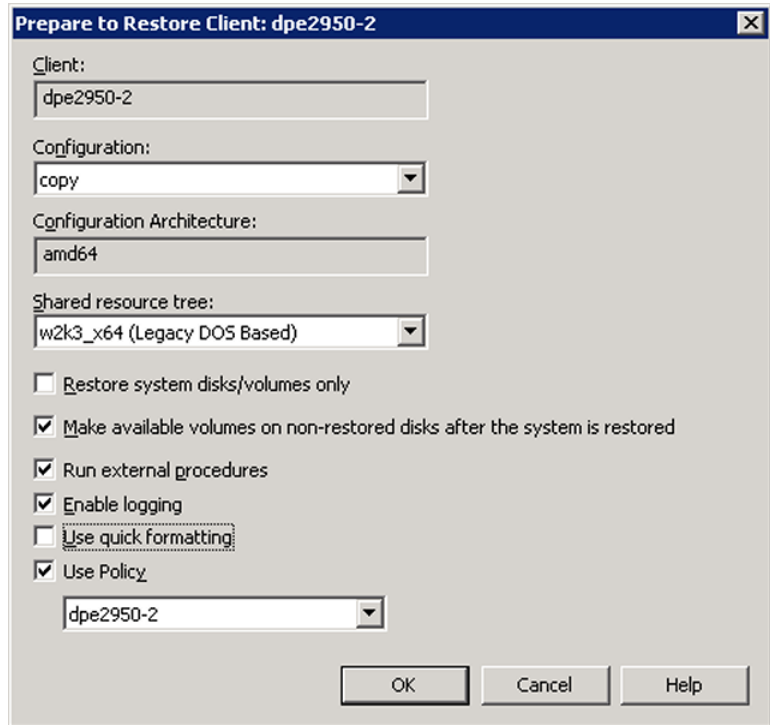 Prepare to Restore Client: dpe2950-2
Client:
dpe2950-2
Configuration:
copy
Configuration Architecture:
amd64
Shared resource tree:
w2k3_x64 (Legacy DOS Based)
Restore system disks/volumes only
Make available volumes on non-restored disks after the system is restored
Run external procedures
Enable logging
Use quick formatting
Use Policy
dpe2950-2
OK Cancel Help